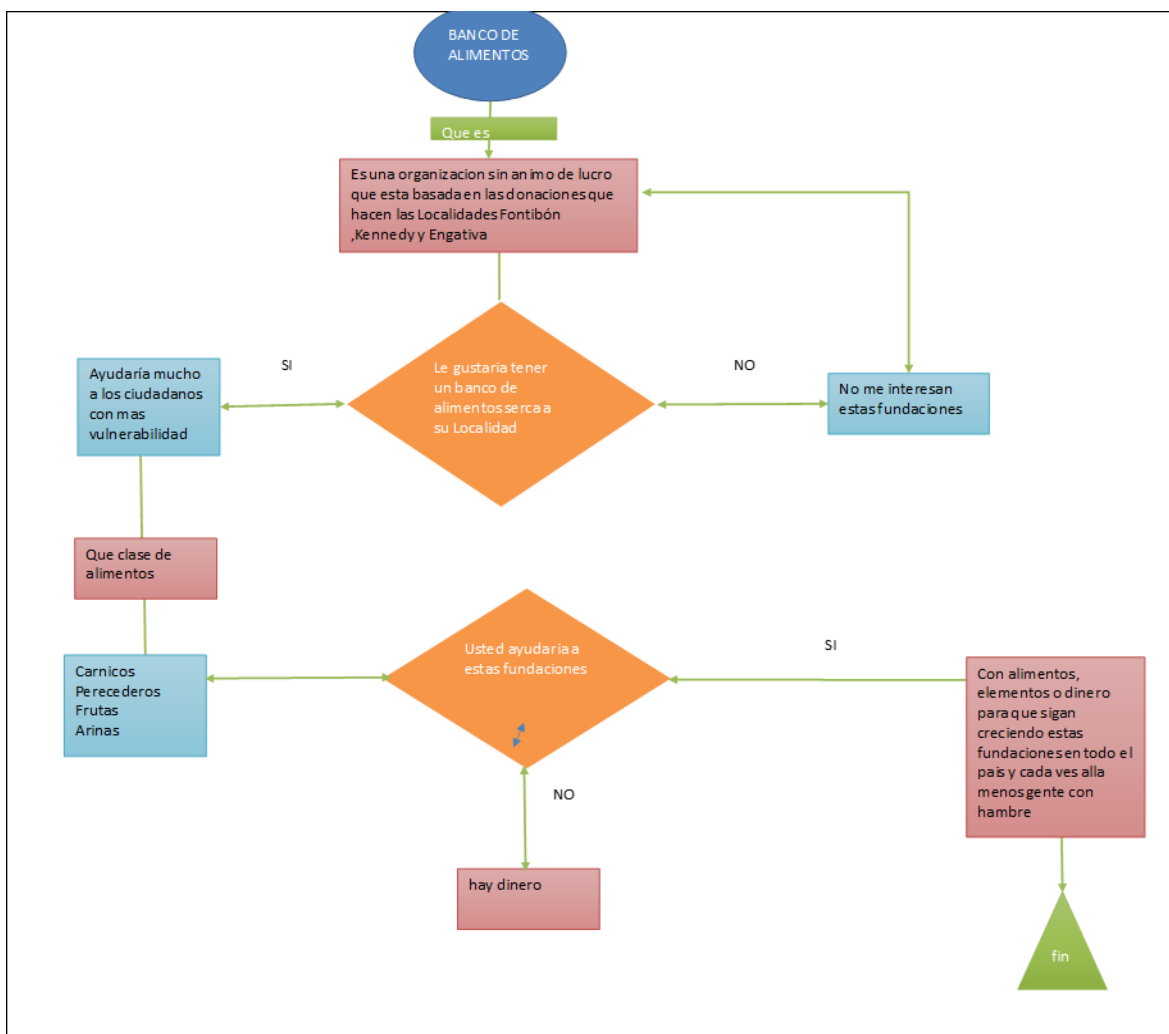 BANCO DE
ALIMENTOS
Que es
Es una organizacion sin animo de lucro
que esta basada en las donaciones que
hacen las Localidades Fontibón
,Kennedy y Engativa
SI
NO
Le gustaria tener
un banco de
alimentos serca a
su Localidad
Ayudaría mucho
a los ciudadanos
con mas
vulnerabilidad
No me interesan
estas fundaciones
Que clase de
alimentos
Carnicos
Perecederos
Frutas
Arinas
Usted ayudaria a
estas fundaciones
SI
Con alimentos,
elementos o dinero
para que sigan
creciendo estas
fundaciones en todo el
pais y cada ves alla
menos gente con
hambre
NO
hay dinero
fin